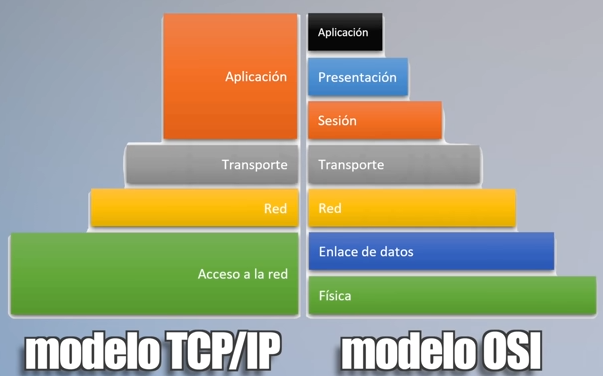 Aplicación
Transporte
Red
Acceso a la red
modelo TCP/IP
Aplicación
Presentación
Sesión
Transporte
Red
Enlace de datos
Física
modelo OSI